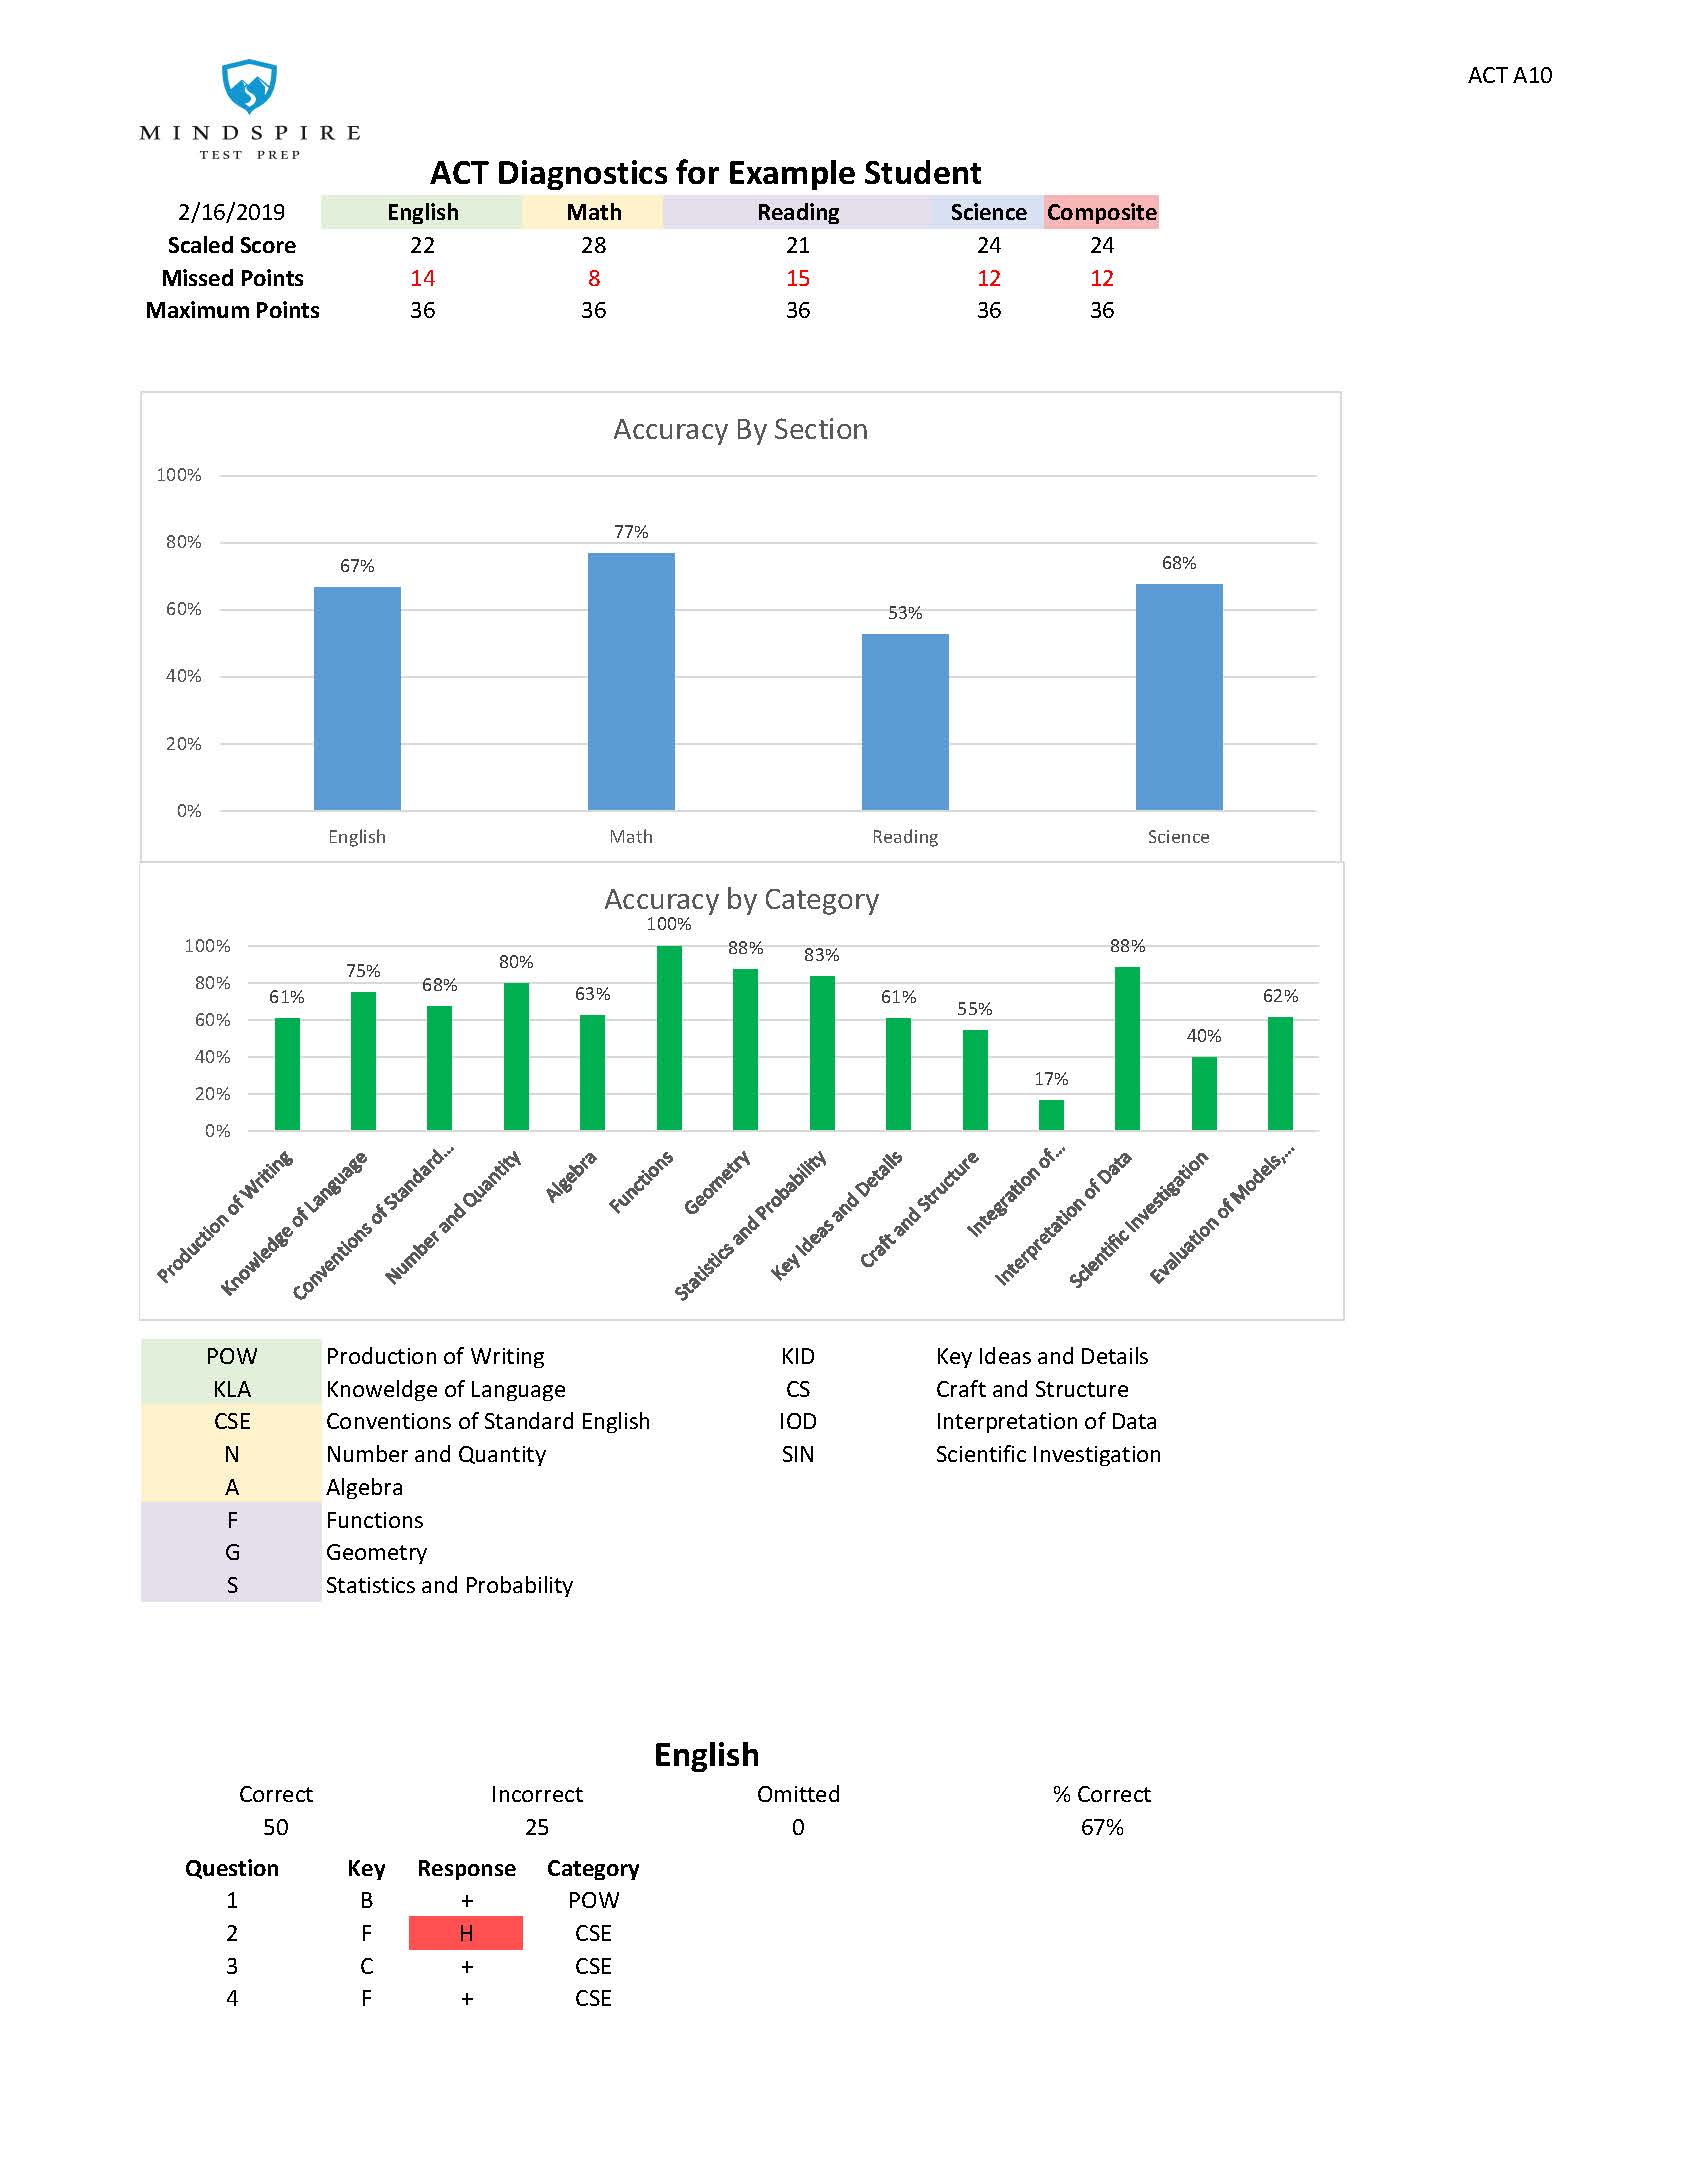 ACT A10
MINDSPIRE
TEST PREP
ACT Diagnostics for Example Student
2/16/2019 English Math Reading Science Composite
Scaled Score 22 28 21 24 24
Missed Points 14 8 15 12 12
Maximum Points 36 36 36 36 36
Accuracy By Section
100%
80%
60%
40%
20%
0%
67%
77%
53%
68%
English Math Reading Science
Accuracy by Category
100%
80%
60%
40%
20%
0%
61%
75%
68%
80%
63%
100%
88%
83%
61%
55%
17%
88%
40%
62%
Production of Writing
Knowledge of Language
Conventions of Standard...
Number and Quantity
Algebra
Functions
Geometry
Statistics and Probability
Key Ideas and Details
Craft and Structure
Integration of...
Interpretation of Data
Scientific Investigation
Evaluation of Models,...
POW Production of Writing KID Key Ideas and Details
KLA Knoweldge of Language CS Craft and Structure
CSE Conventions of Standard English IOD Interpretation of Data
N Number and Quantity SIN Scientific Investigation
A Algebra
F Functions
G Geometry
S Statistics and Probability
English
Correct Incorrect Omitted % Correct
50 25 0 67%
Question Key Response Category
1 B + POW
2 F H CSE
3 C + CSE
4 F + CSE